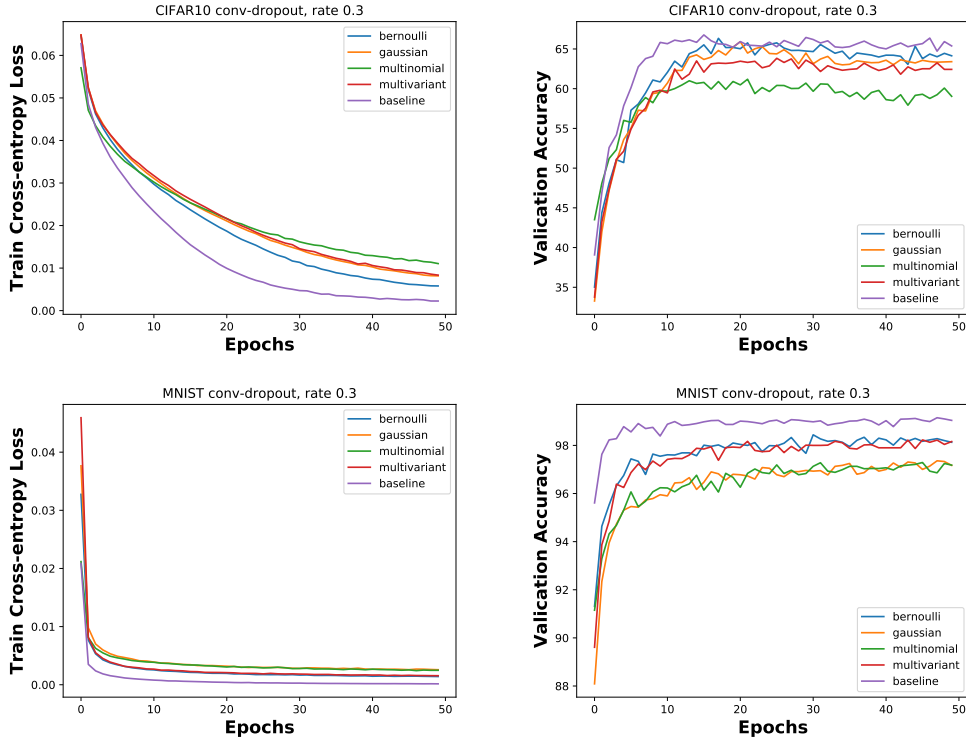 CIFAR10 conv-dropout, rate 0.3
Train Cross-entropy Loss
0.06
0.05
0.04
0.03
0.02
0.01
0.00
bernoulli
gaussian
multinomial
multivariant
baseline
0 10 20 30 40 50
Epochs
CIFAR10 conv-dropout, rate 0.3
Valication Accuracy
65
60
55
50
45
40
35
bernoulli
gaussian
multinomial
multivariant
baseline
0 10 20 30 40 50
Epochs
MNIST conv-dropout, rate 0.3
Train Cross-entropy Loss
0.04
0.03
0.02
0.01
0.00
bernoulli
gaussian
multinomial
multivariant
baseline
0 10 20 30 40 50
Epochs
MNIST conv-dropout, rate 0.3
Valication Accuracy
98
96
94
92
90
88
bernoulli
gaussian
multinomial
multivariant
baseline
0 10 20 30 40 50
Epochs